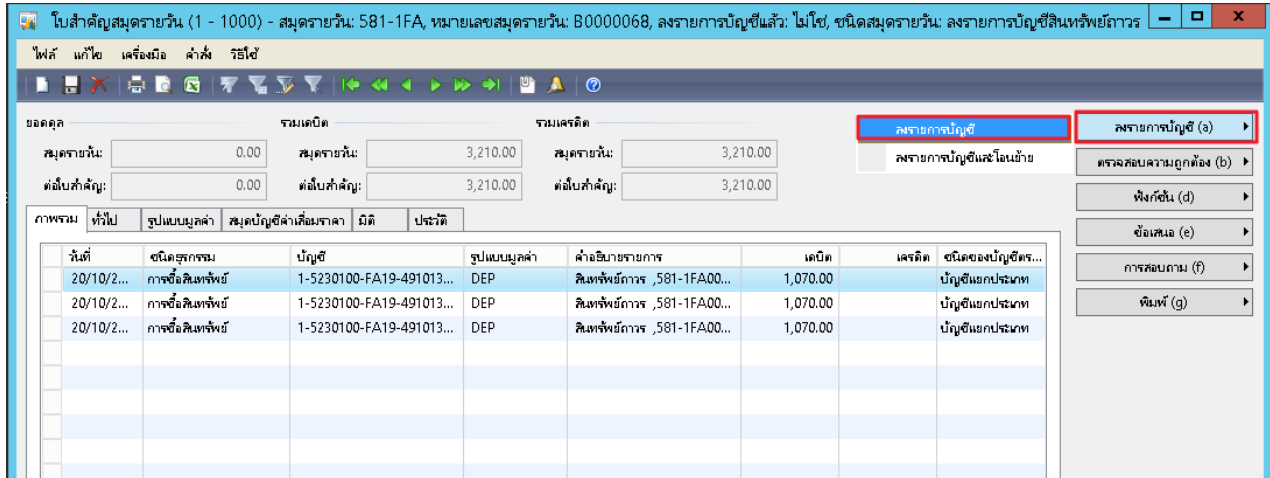 ใบสำคัญสมุดรายวัน (1 - 1000) - สมุดรายวัน: 581-1FA, หมายเลขสมุดรายวัน: B0000068, ลงรายการบัญชีแล้ว: ไม่ใช่, ชนิดสมุดรายวัน: ลงรายการบัญชีสินทรัพย์ถาวร
ไฟล์ แก้ไข เครื่องมือ คำสั่ง วิธีใช้
ยอดดุล รวมเดบิต รวมเครดิต
สมุดรายวัน: 0.00 สมุดรายวัน: 3,210.00 สมุดรายวัน: 3,210.00
ต่อใบสำคัญ: 0.00 ต่อใบสำคัญ: 3,210.00 ต่อใบสำคัญ: 3,210.00
ลงรายการบัญชี
ลงรายการบัญชีและโอนย้าย
ลงรายการบัญชี (a)
ตรวจสอบความถูกต้อง (b)
ฟังก์ชัน (d)
ข้อเสนอ (e)
การสอบถาม (f)
พิมพ์ (g)
ภาพรวม ทั่วไป รูปแบบมูลค่า สมุดบัญชีค่าเสื่อมราคา มิติ ประวัติ
วันที่ ชนิดธุรกรรม บัญชี รูปแบบมูลค่า คำอธิบายรายการ เดบิต เครดิต ชนิดของบัญชีตร...
20/10/2... การซื้อสินทรัพย์ 1-5230100-FA19-491013... DEP สินทรัพย์ถาวร ,581-1FA00... 1,070.00 บัญชีแยกประเภท
20/10/2... การซื้อสินทรัพย์ 1-5230100-FA19-491013... DEP สินทรัพย์ถาวร ,581-1FA00... 1,070.00 บัญชีแยกประเภท
20/10/2... การซื้อสินทรัพย์ 1-5230100-FA19-491013... DEP สินทรัพย์ถาวร ,581-1FA00... 1,070.00 บัญชีแยกประเภท